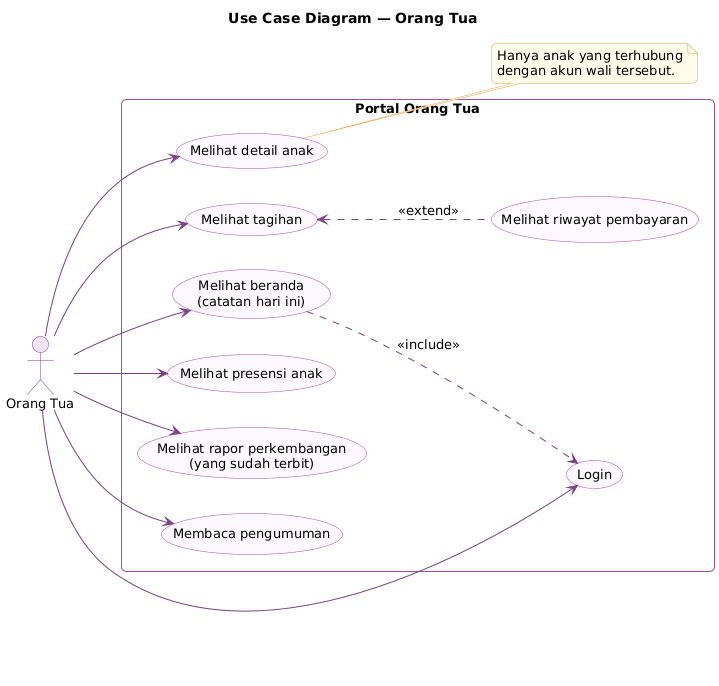 Use Case Diagram — Orang Tua
Hanya anak yang terhubung
dengan akun wali tersebut.
Portal Orang Tua
Melihat detail anak
Melihat tagihan
«extend»
Melihat riwayat pembayaran
Melihat beranda
(catatan hari ini)
«include»
Melihat presensi anak
Orang Tua
Melihat rapor perkembangan
(yang sudah terbit)
Login
Membaca pengumuman